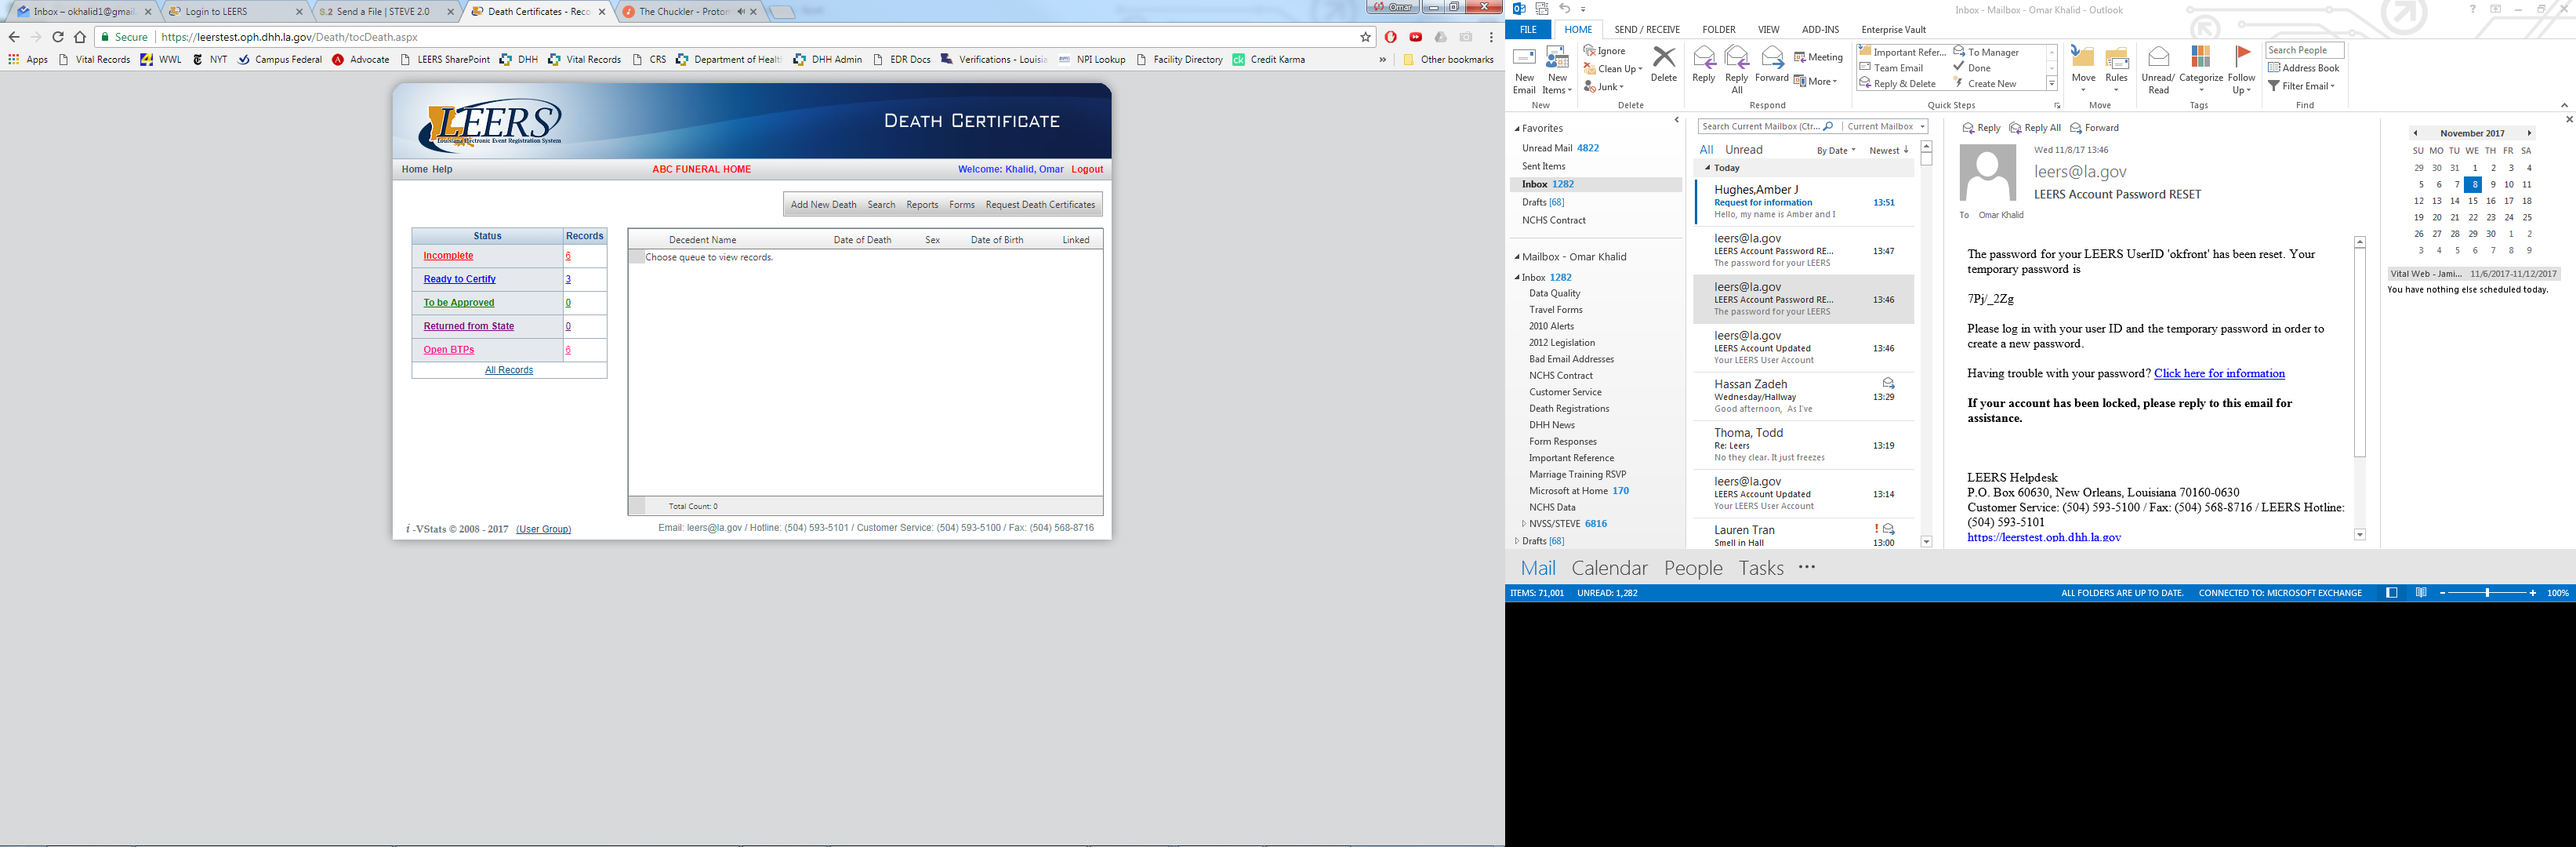 Inbox – okhalid1@gmai
Login to LEERS
S.2 Send a File | STEVE 2.0
Death Certificates - Reco
The Chuckler - Proton
Omar
Secure | https://leerstest.oph.dhh.la.gov/Death/tocDeath.aspx
Apps Vital Records WWL NYT Campus Federal Advocate LEERS SharePoint DHH Vital Records CRS Department of Healt DHH Admin EDR Docs Verifications - Louisia NPI Lookup Facility Directory ck Credit Karma » Other bookmarks
LEERS
Louisiana Electronic Event Registration System
Death Certificate
Home Help
ABC FUNERAL HOME
Welcome: Khalid, Omar Logout
Add New Death Search Reports Forms Request Death Certificates
Status Records
Incomplete 6
Ready to Certify 3
To be Approved 0
Returned from State 0
Open BTPs 6
All Records
Decedent Name Date of Death Sex Date of Birth Linked
Choose queue to view records.
Total Count: 0
i -VStats © 2008 - 2017 (User Group)
Email: leers@la.gov / Hotline: (504) 593-5101 / Customer Service: (504) 593-5100 / Fax: (504) 568-8716
Inbox - Mailbox - Omar Khalid - Outlook
FILE HOME SEND / RECEIVE FOLDER VIEW ADD-INS Enterprise Vault
New Email
New Items
New
Ignore
Clean Up
Junk
Delete
Delete
Reply
Reply All
Forward
Meeting
More
Respond
Important Refer...
Team Email
Reply & Delete
To Manager
Done
Create New
Quick Steps
Move
Rules
Move
Unread/ Read
Categorize
Follow Up
Tags
Search People
Address Book
Filter Email
Find
Favorites
Unread Mail 4822
Sent Items
Inbox 1282
Drafts [68]
NCHS Contract
Mailbox - Omar Khalid
Inbox 1282
Data Quality
Travel Forms
2010 Alerts
2012 Legislation
Bad Email Addresses
NCHS Contract
Customer Service
Death Registrations
DHH News
Form Responses
Important Reference
Marriage Training RSVP
Microsoft at Home 170
NCHS Data
NVSS/STEVE 6816
Drafts [68]
Search Current Mailbox (Ctr... Current Mailbox
All Unread By Date Newest
Today
Hughes,Amber J
Request for information 13:51
Hello, my name is Amber and I
leers@la.gov
LEERS Account Password RE... 13:47
The password for your LEERS
leers@la.gov
LEERS Account Password RE... 13:46
The password for your LEERS
leers@la.gov
LEERS Account Updated 13:46
Your LEERS User Account
Hassan Zadeh
Wednesday/Hallway 13:29
Good afternoon, As I've
Thoma, Todd
Re: Leers 13:19
No they clear. It just freezes
leers@la.gov
LEERS Account Updated 13:14
Your LEERS User Account
Lauren Tran
Smell in Hall 13:00
Reply Reply All Forward
Wed 11/8/17 13:46
leers@la.gov
LEERS Account Password RESET
To Omar Khalid
The password for your LEERS UserID 'okfront' has been reset. Your
temporary password is
7Pj/_2Zg
Please log in with your user ID and the temporary password in order to
create a new password.
Having trouble with your password? Click here for information
If your account has been locked, please reply to this email for
assistance.
LEERS Helpdesk
P.O. Box 60630, New Orleans, Louisiana 70160-0630
Customer Service: (504) 593-5100 / Fax: (504) 568-8716 / LEERS Hotline:
(504) 593-5101
https://leerstest.oph.dhh.la.gov
November 2017
SU MO TU WE TH FR SA
29 30 31 1 2 3 4
5 6 7 8 9 10 11
12 13 14 15 16 17 18
19 20 21 22 23 24 25
26 27 28 29 30 1 2
3 4 5 6 7 8 9
Vital Web - Jami... 11/6/2017-11/12/2017
You have nothing else scheduled today.
Mail Calendar People Tasks •••
ITEMS: 71,001 UNREAD: 1,282
ALL FOLDERS ARE UP TO DATE. CONNECTED TO: MICROSOFT EXCHANGE 100%